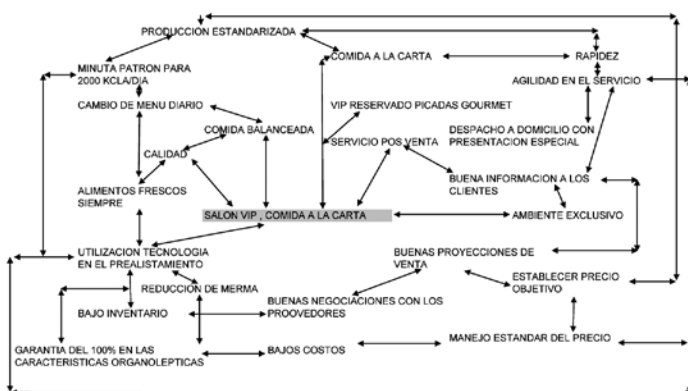 PRODUCCION ESTANDARIZADA
COMIDA A LA CARTA
RAPIDEZ
MINUTA PATRON PARA
2000 KCLA/DIA
AGILIDAD EN EL SERVICIO
CAMBIO DE MENU DIARIO
VIP RESERVADO PICADAS GOURMET
COMIDA BALANCEADA
DESPACHO A DOMICILIO CON
PRESENTACION ESPECIAL
SERVICIO POS VENTA
CALIDAD
BUENA INFORMACION A LOS
CLIENTES
ALIMENTOS FRESCOS
SIEMPRE
SALON VIP , COMIDA A LA CARTA
AMBIENTE EXCLUSIVO
UTILIZACION TECNOLOGIA
EN EL PREALISTAMIENTO
BUENAS PROYECCIONES DE
VENTA
ESTABLECER PRECIO
OBJETIVO
REDUCCION DE MERMA
BUENAS NEGOCIACIONES CON LOS
PROOVEDORES
BAJO INVENTARIO
MANEJO ESTANDAR DEL PRECIO
GARANTIA DEL 100% EN LAS
CARACTERISTICAS ORGANOLEPTICAS
BAJOS COSTOS